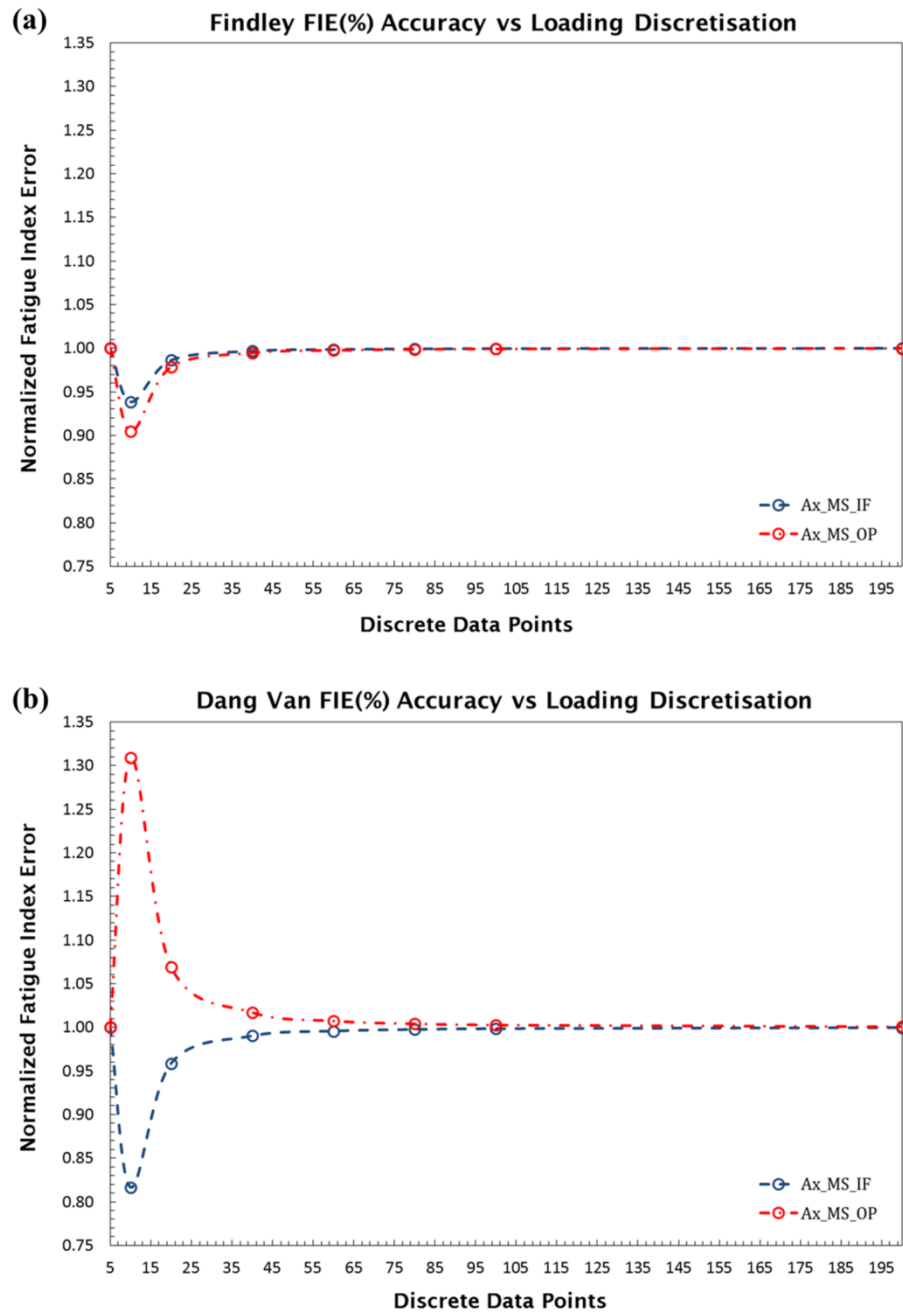 (a)
Findley FIE(%) Accuracy vs Loading Discretisation
Normalized Fatigue Index Error
1.35
1.30
1.25
1.20
1.15
1.10
1.05
1.00
0.95
0.90
0.85
0.80
0.75
Ax_MS_IF
Ax_MS_OP
5 15 25 35 45 55 65 75 85 95 105 115 125 135 145 155 165 175 185 195
Discrete Data Points
(b)
Dang Van FIE(%) Accuracy vs Loading Discretisation
Normalized Fatigue Index Error
1.35
1.30
1.25
1.20
1.15
1.10
1.05
1.00
0.95
0.90
0.85
0.80
0.75
Ax_MS_IF
Ax_MS_OP
5 15 25 35 45 55 65 75 85 95 105 115 125 135 145 155 165 175 185 195
Discrete Data Points